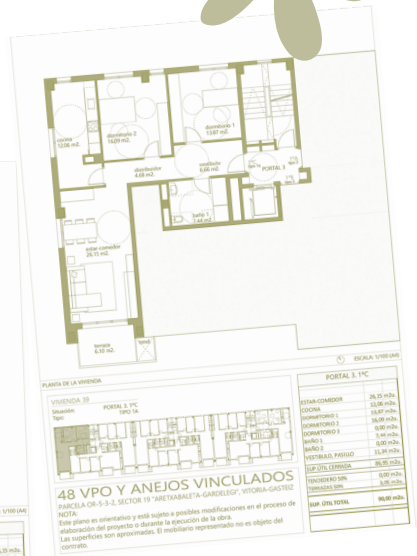 cocina
12,06 m2.
dormitorio 2
16,09 m2.
dormitorio 1
13,87 m2.
distribuidor
4.68 m2.
vestíbulo
6.66 m2.
PORTAL 3
baño 1
7.44 m2.
estar comedor
26.15 m2.
terraza
6.10 m2.
tend.
ESCALA: 1/100 (A4)
PLANTA DE LA VIVIENDA
VIVIENDA 39
Situación: PORTAL 3, 1ºC
Tipo: TIPO 1A
48 VPO Y ANEJOS VINCULADOS
PARCELA OR-5-3-2, SECTOR 19 "ARETXABALETA-GARDELEGI", VITORIA-GASTEIZ
NOTA:
Este plano es orientativo y está sujeto a posibles modificaciones en el proceso de
elaboración del proyecto o durante la ejecución de la obra.
Las superficies son aproximadas. El mobiliario representado no es objeto del
contrato.
PORTAL 3. 1ºC
ESTAR-COMEDOR 26,15 m2u.
COCINA 12,06 m2u.
DORMITORIO 1 13,87 m2u.
DORMITORIO 2 16,09 m2u.
DORMITORIO 3 0,00 m2u.
BAÑO 1 7,44 m2u.
BAÑO 2 0,00 m2u.
VESTIBULO, PASILLO 11,34 m2u.
SUP ÚTIL CERRADA 86,95 m2u.
TENDEDERO 50% 0,00 m2u.
TERRAZAS 50% 3,05 m2u.
SUP. ÚTIL TOTAL 90,00 m2u.
1/100 (A4)